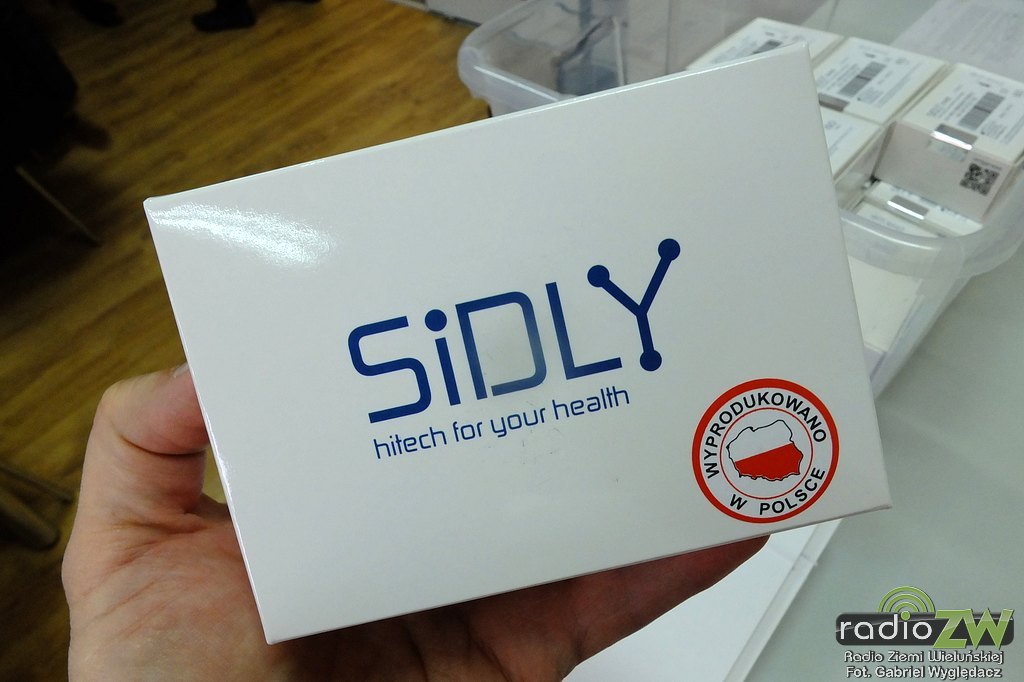 SiDLY
hitech for your health
WYPRODUKOWANO
W POLSCE
radioZW
Radio Ziemi Wieluńskiej
Fot. Gabriel Wyględacz